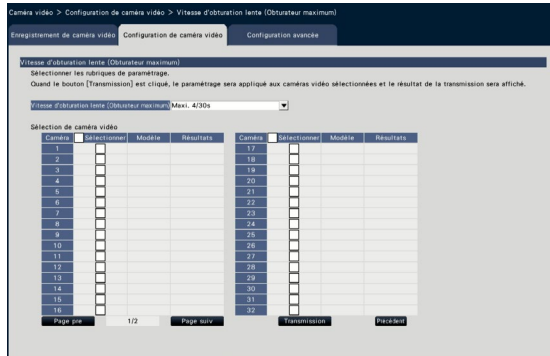 Caméra vidéo > Configuration de caméra vidéo > Vitesse d'obturation lente (Obturateur maximum)
Enregistrement de caméra vidéo Configuration de caméra vidéo Configuration avancée
Vitesse d'obturation lente (Obturateur maximum)
Sélectionner les rubriques de paramétrage.
Quand le bouton [Transmission] est cliqué, le paramétrage sera appliqué aux caméras vidéo sélectionnées et le résultat de la transmission sera affiché.
Vitesse d'obturation lente (Obturateur maximum) Maxi. 4/30s
Sélection de caméra vidéo
Caméra Sélectionner Modèle Résultats Caméra Sélectionner Modèle Résultats
1 17
2 18
3 19
4 20
5 21
6 22
7 23
8 24
9 25
10 26
11 27
12 28
13 29
14 30
15 31
16 32
Page pre 1/2 Page suiv Transmission Précédent